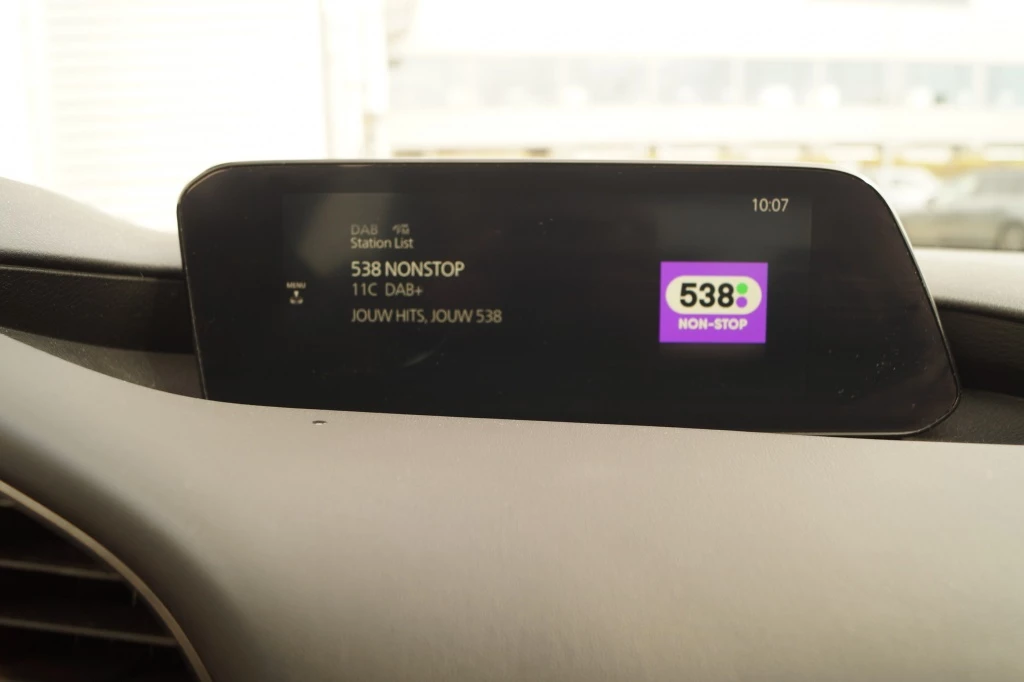 10:07
DAB
Station List
538 NONSTOP
MENU
11C DAB+
JOUW HITS, JOUW 538
538
NON-STOP